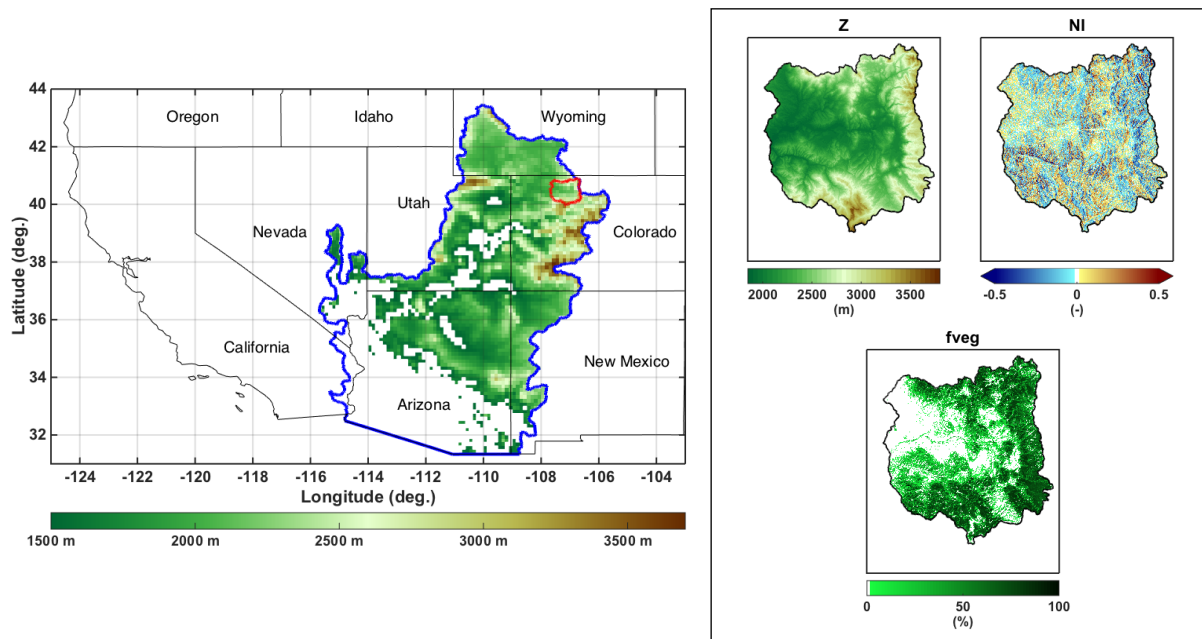 44
42
40
38
36
34
32
Latitude (deg.)
Oregon
Idaho
Wyoming
Utah
Nevada
Colorado
California
New Mexico
Arizona
-124 -122 -120 -118 -116 -114 -112 -110 -108 -106 -104
Longitude (deg.)
1500 m 2000 m 2500 m 3000 m 3500 m
Z
2000 2500 3000 3500
(m)
NI
-0.5 0 0.5
(-)
fveg
0 50 100
(%)